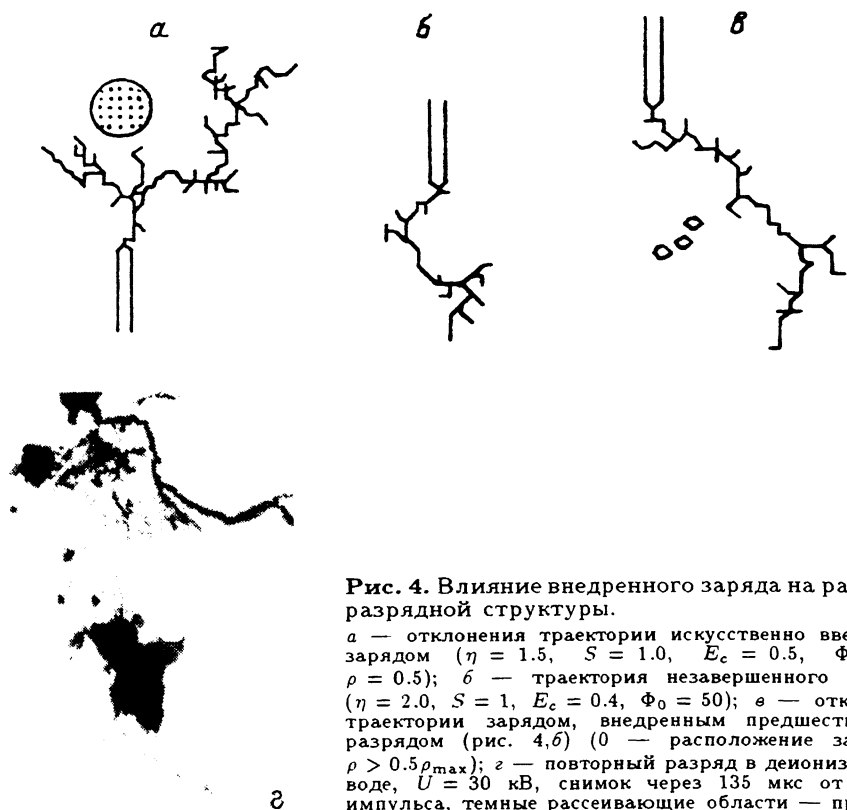 а
б
в
г
Рис. 4. Влияние внедренного заряда на ра
разрядной структуры.
а — отклонения траектории искусственно вве
зарядом (η = 1.5, S = 1.0, E_c = 0.5, Ф
ρ = 0.5); б — траектория незавершенного
(η = 2.0, S = 1, E_c = 0.4, Ф_0 = 50); в — отк
траектории зарядом, внедренным предшеств
разрядом (рис. 4,б) (0 — расположение за
ρ > 0.5ρ_max); г — повторный разряд в деиониз
воде, U = 30 кВ, снимок через 135 мкс от
импульса, темные рассеивающие области — пр